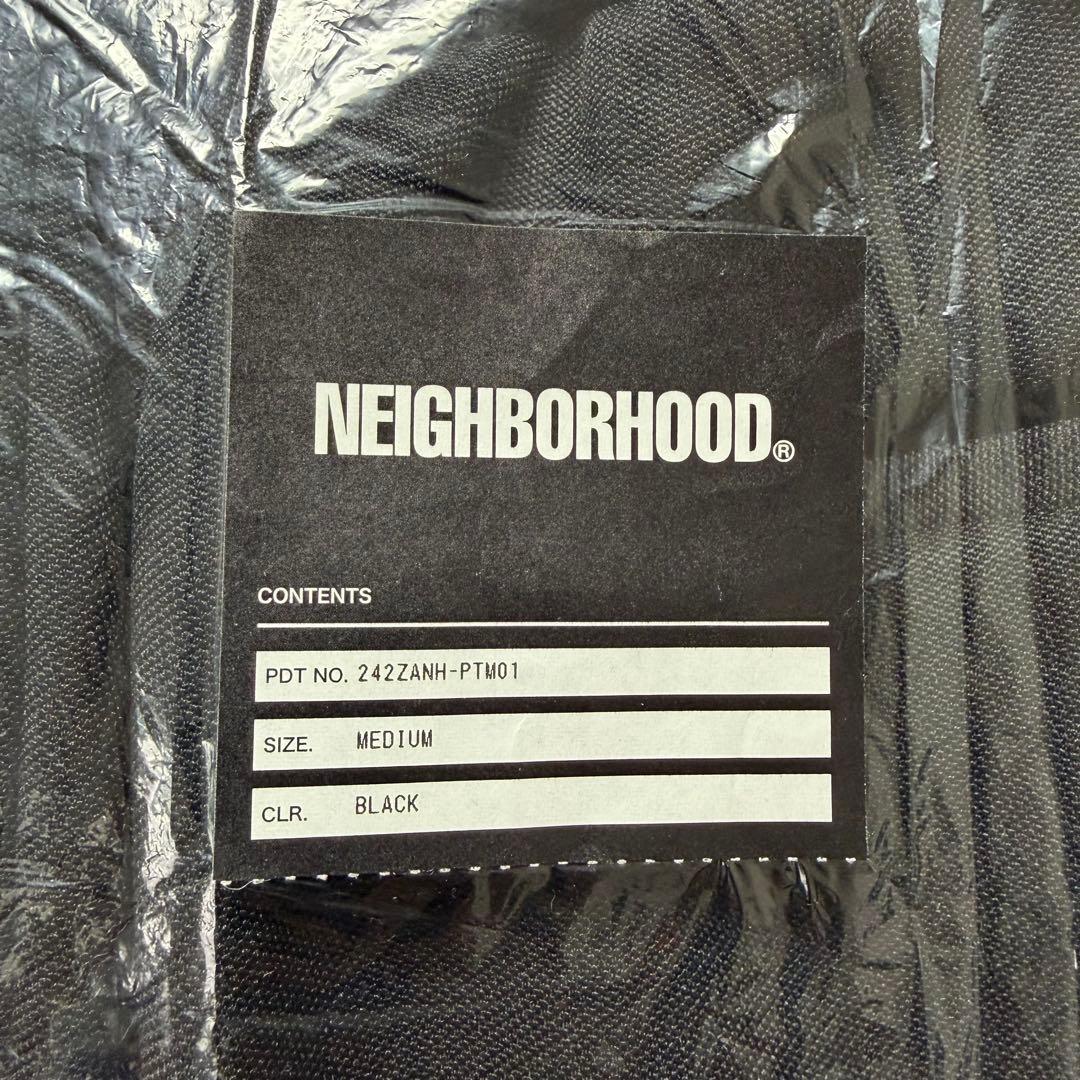 NEIGHBORHOOD®
CONTENTS
PDT NO. 242ZANH-PTM01
SIZE. MEDIUM
CLR. BLACK